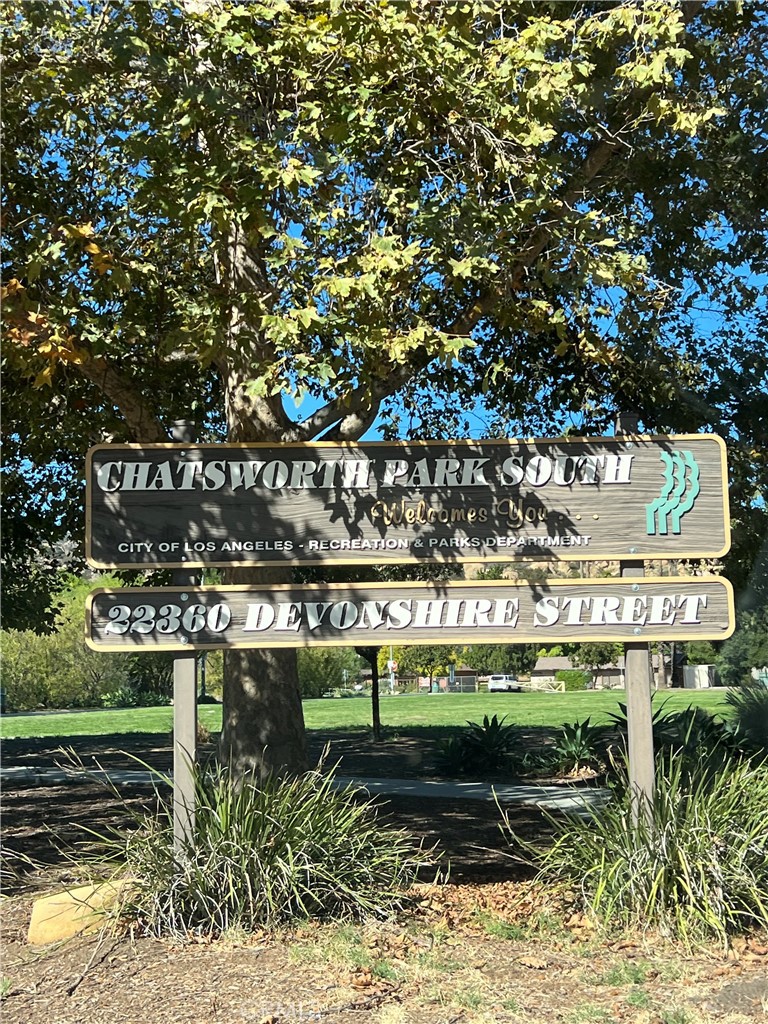 CHATSWORTH PARK SOUTH
Welcomes You . . .
CITY OF LOS ANGELES - RECREATION & PARKS DEPARTMENT
22360 DEVONSHIRE STREET